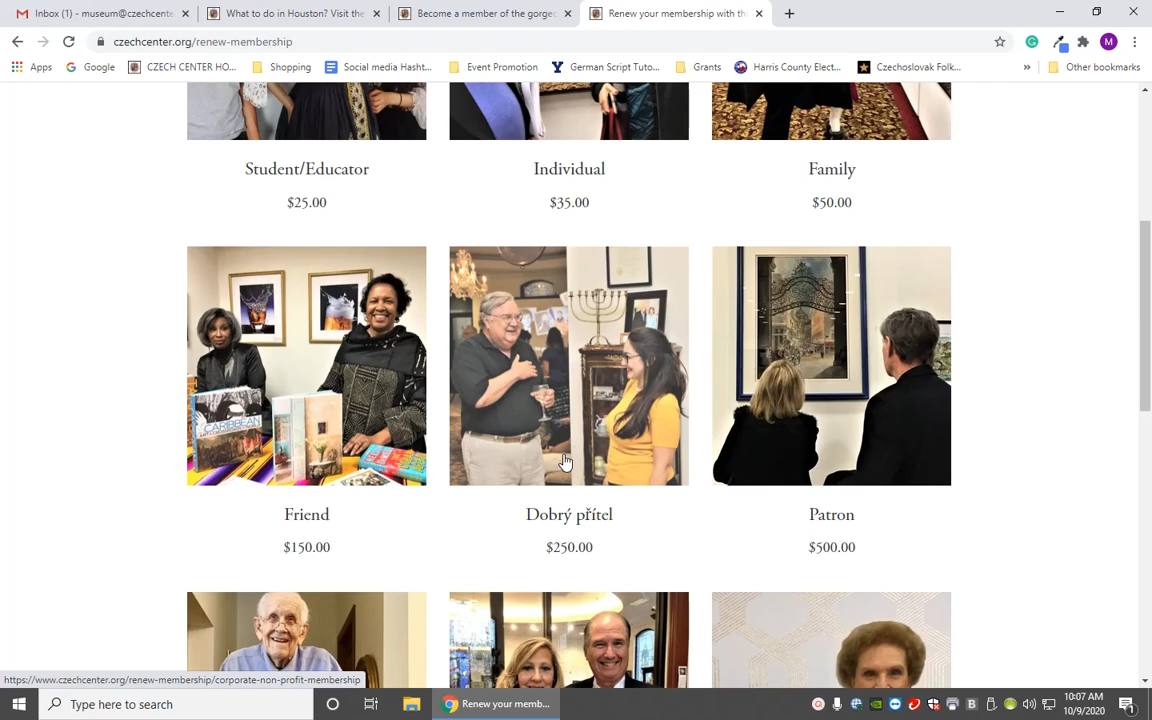 Inbox (1) - museum@czechcente
What to do in Houston? Visit the
Become a member of the gorgec
Renew your membership with th
czechcenter.org/renew-membership
M
Apps
Google
CZECH CENTER HO...
Shopping
Social media Hasht...
Event Promotion
German Script Tuto...
Grants
Harris County Elect...
Czechoslovak Folk...
»
Other bookmarks
Student/Educator
Individual
Family
$25.00
$35.00
$50.00
CARIBBEAN
Friend
Dobrý přítel
Patron
$150.00
$250.00
$500.00
https://www.czechcenter.org/renew-membership/corporate-non-profit-membership
Type here to search
Renew your memb...
10:07 AM
10/9/2020
1